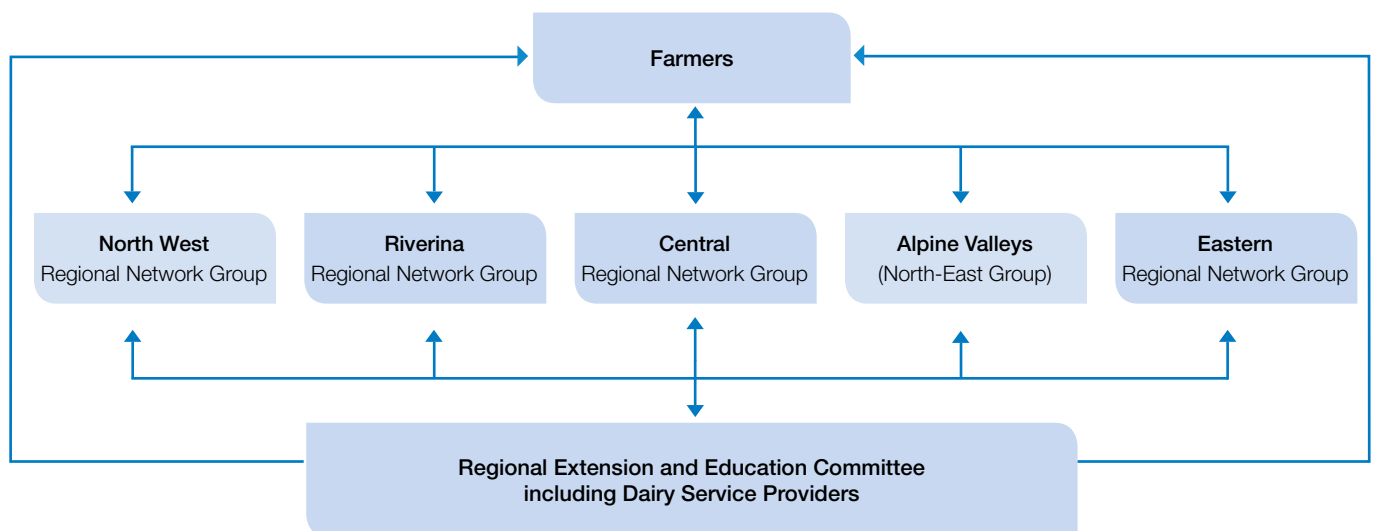 Farmers
North West
Regional Network Group
Riverina
Regional Network Group
Central
Regional Network Group
Alpine Valleys
(North-East Group)
Eastern
Regional Network Group
Regional Extension and Education Committee
including Dairy Service Providers